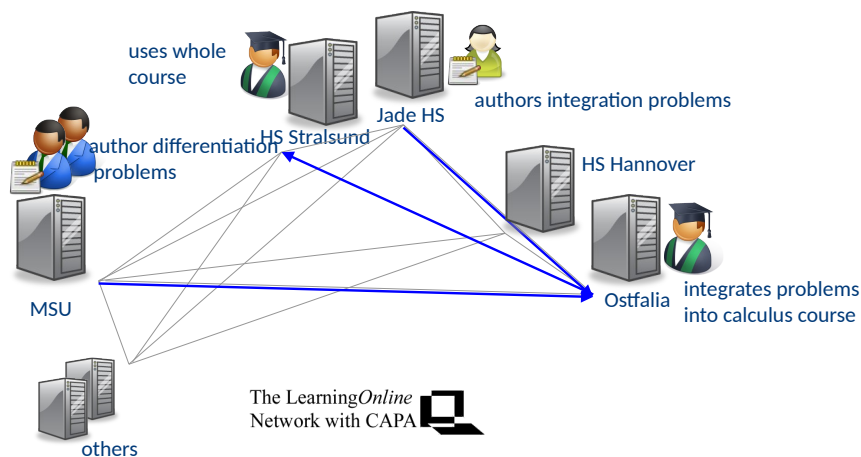 uses whole
course
Jade HS
authors integration problems
HS Stralsund
author differentiation
problems
HS Hannover
MSU
Ostfalia
integrates problems
into calculus course
The LearningOnline
Network with CAPA
others